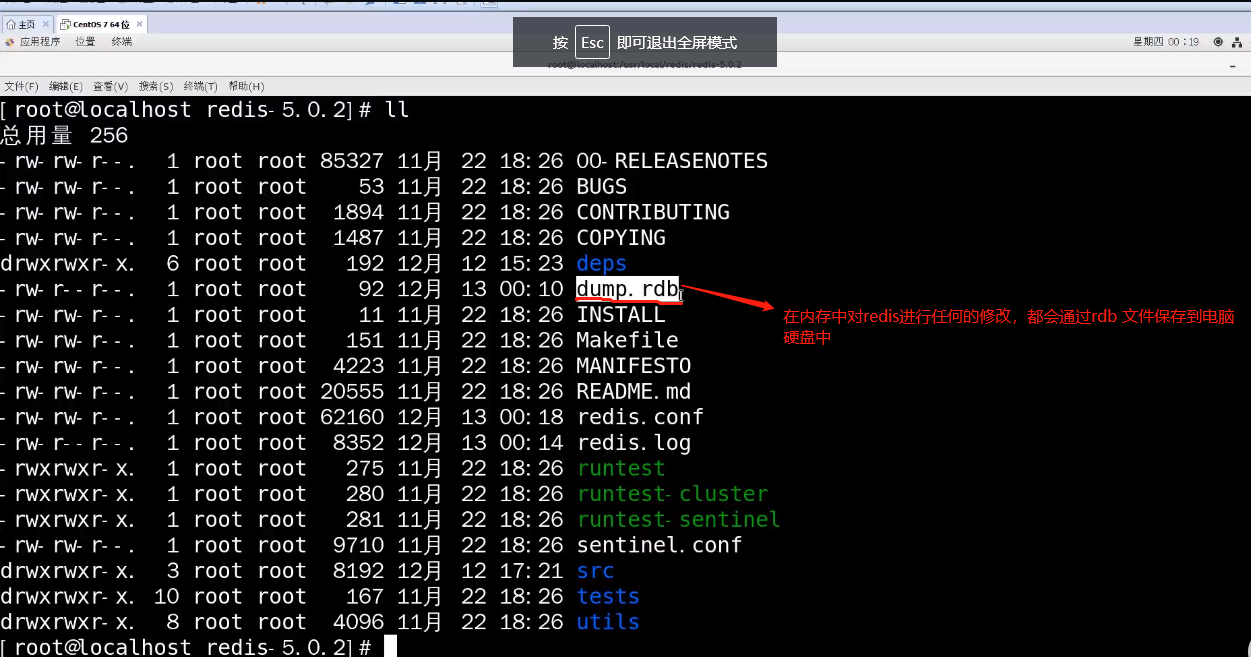 主页 × CentOS 7 64 位 ×
应用程序 位置 终端 星期四 00：19
按 Esc 即可退出全屏模式
root@localhost:/usr/local/redis/redis-5.0.2
文件(F) 编辑(E) 查看(V) 搜索(S) 终端(T) 帮助(H)
[root@localhost redis-5.0.2]# ll
总用量 256
-rw-rw-r--. 1 root root 85327 11月 22 18:26 00-RELEASENOTES
-rw-rw-r--. 1 root root 53 11月 22 18:26 BUGS
-rw-rw-r--. 1 root root 1894 11月 22 18:26 CONTRIBUTING
-rw-rw-r--. 1 root root 1487 11月 22 18:26 COPYING
drwxrwxr-x. 6 root root 192 12月 12 15:23 deps
-rw-r--r--. 1 root root 92 12月 13 00:10 dump.rdb
-rw-rw-r--. 1 root root 11 11月 22 18:26 INSTALL
-rw-rw-r--. 1 root root 151 11月 22 18:26 Makefile
-rw-rw-r--. 1 root root 4223 11月 22 18:26 MANIFESTO
-rw-rw-r--. 1 root root 20555 11月 22 18:26 README.md
-rw-rw-r--. 1 root root 62160 12月 13 00:18 redis.conf
-rw-r--r--. 1 root root 8352 12月 13 00:14 redis.log
-rwxrwxr-x. 1 root root 275 11月 22 18:26 runtest
-rwxrwxr-x. 1 root root 280 11月 22 18:26 runtest-cluster
-rwxrwxr-x. 1 root root 281 11月 22 18:26 runtest-sentinel
-rw-rw-r--. 1 root root 9710 11月 22 18:26 sentinel.conf
drwxrwxr-x. 3 root root 8192 12月 12 17:21 src
drwxrwxr-x. 10 root root 167 11月 22 18:26 tests
drwxrwxr-x. 8 root root 4096 11月 22 18:26 utils
[root@localhost redis-5.0.2]#
在内存中对redis进行任何的修改，都会通过rdb 文件保存到电脑
硬盘中